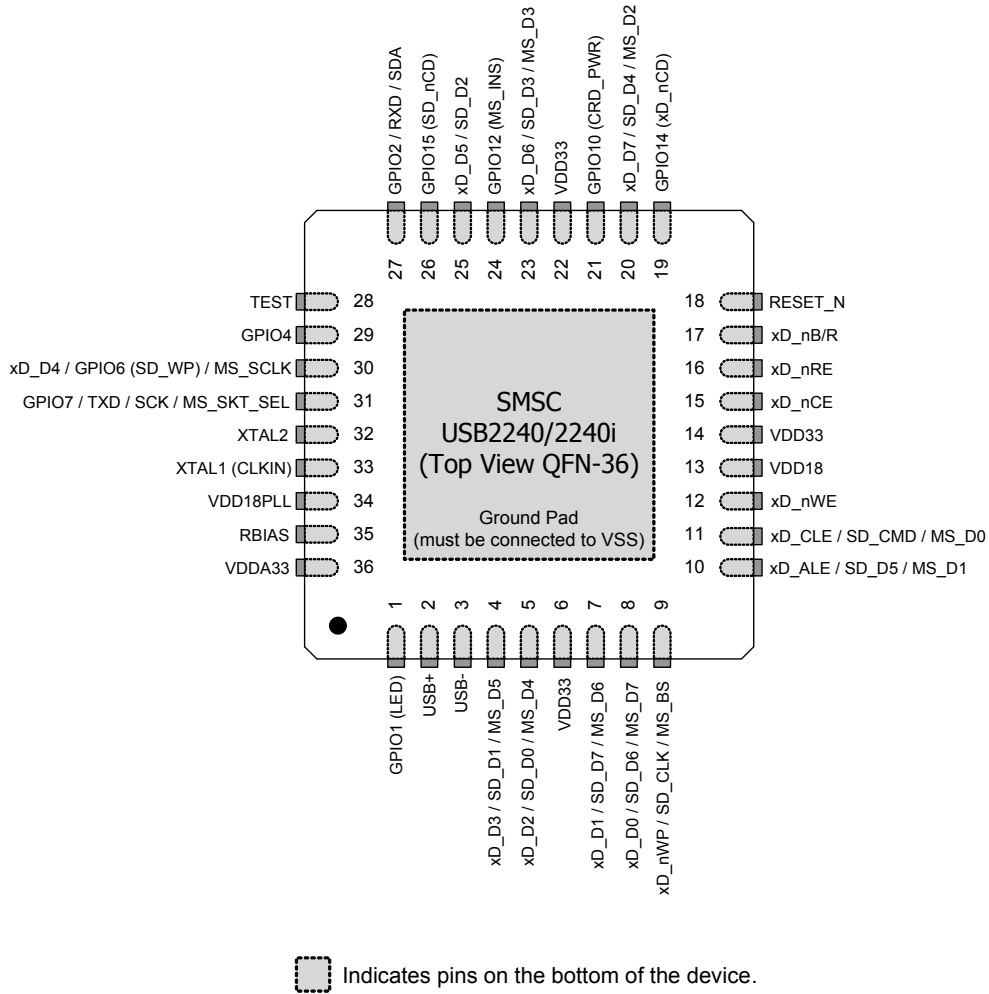 GPIO2 / RXD / SDA
GPIO15 (SD_nCD)
xD_D5 / SD_D2
GPIO12 (MS_INS)
xD_D6 / SD_D3 / MS_D3
VDD33
GPIO10 (CRD_PWR)
xD_D7 / SD_D4 / MS_D2
GPIO14 (xD_nCD)
27
26
25
24
23
22
21
20
19
TEST 28
GPIO4 29
xD_D4 / GPIO6 (SD_WP) / MS_SCLK 30
GPIO7 / TXD / SCK / MS_SKT_SEL 31
XTAL2 32
XTAL1 (CLKIN) 33
VDD18PLL 34
RBIAS 35
VDDA33 36
SMSC
USB2240/2240i
(Top View QFN-36)
Ground Pad
(must be connected to VSS)
18 RESET_N
17 xD_nB/R
16 xD_nRE
15 xD_nCE
14 VDD33
13 VDD18
12 xD_nWE
11 xD_CLE / SD_CMD / MS_D0
10 xD_ALE / SD_D5 / MS_D1
1
2
3
4
5
6
7
8
9
GPIO1 (LED)
USB+
USB-
xD_D3 / SD_D1 / MS_D5
xD_D2 / SD_D0 / MS_D4
VDD33
xD_D1 / SD_D7 / MS_D6
xD_D0 / SD_D6 / MS_D7
xD_nWP / SD_CLK / MS_BS
Indicates pins on the bottom of the device.